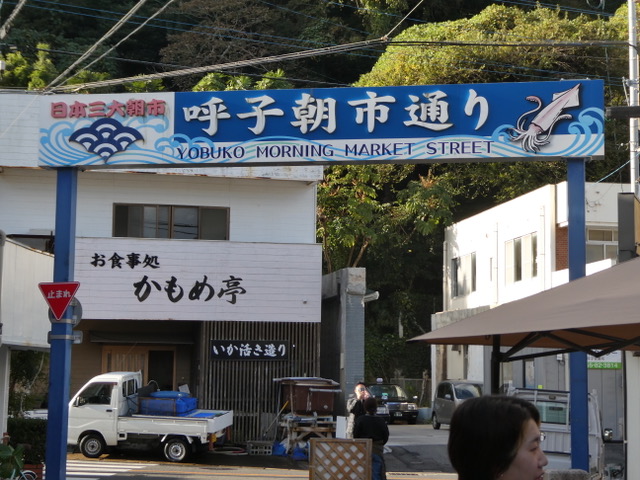 日本三大朝市
呼子朝市通り
YOBUKO MORNING MARKET STREET
お食事処
かもめ亭
いか活き造り
止まれ